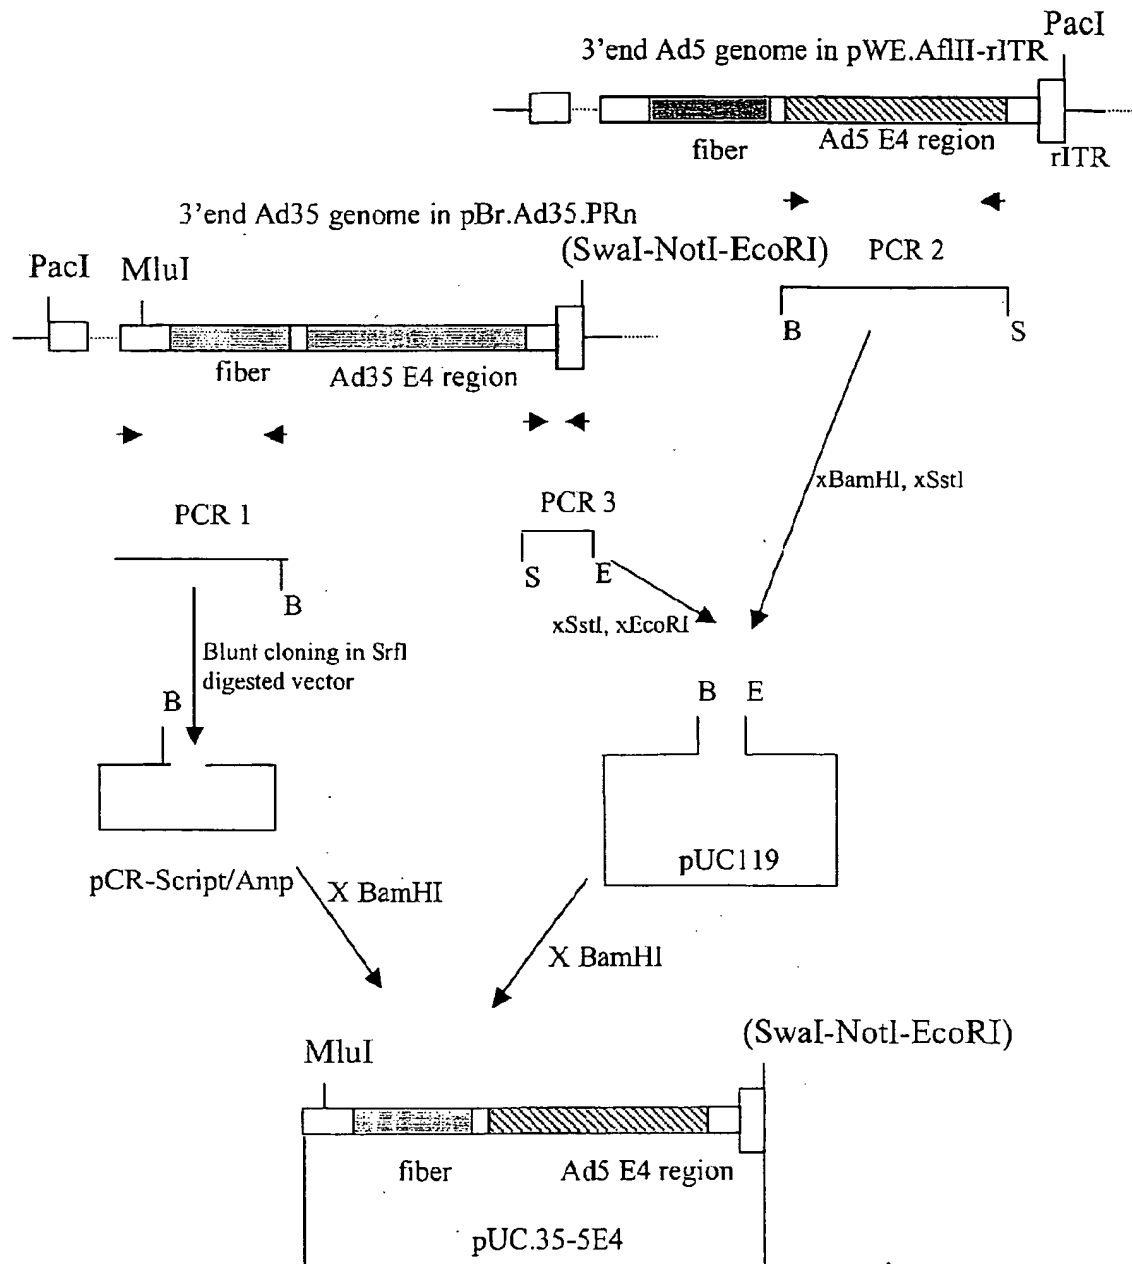 PacI
3'end Ad5 genome in pWE.AflII-rITR
fiber
Ad5 E4 region
rITR
3'end Ad35 genome in pBr.Ad35.PRn
(SwaI-NotI-EcoRI)
PCR 2
PacI
MluI
B
S
fiber
Ad35 E4 region
xBamHI, xSstI
PCR 1
PCR 3
B
S
E
xSstI, xEcoRI
Blunt cloning in SrfI
digested vector
B
B
E
pCR-Script/Amp
pUC119
X BamHI
X BamHI
(SwaI-NotI-EcoRI)
MluI
fiber
Ad5 E4 region
pUC.35-5E4